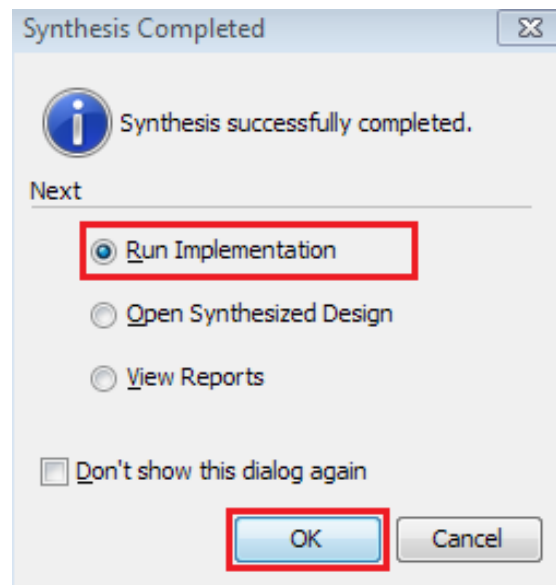 Synthesis Completed
Synthesis successfully completed.
Next
Run Implementation
Open Synthesized Design
View Reports
Don't show this dialog again
OK Cancel